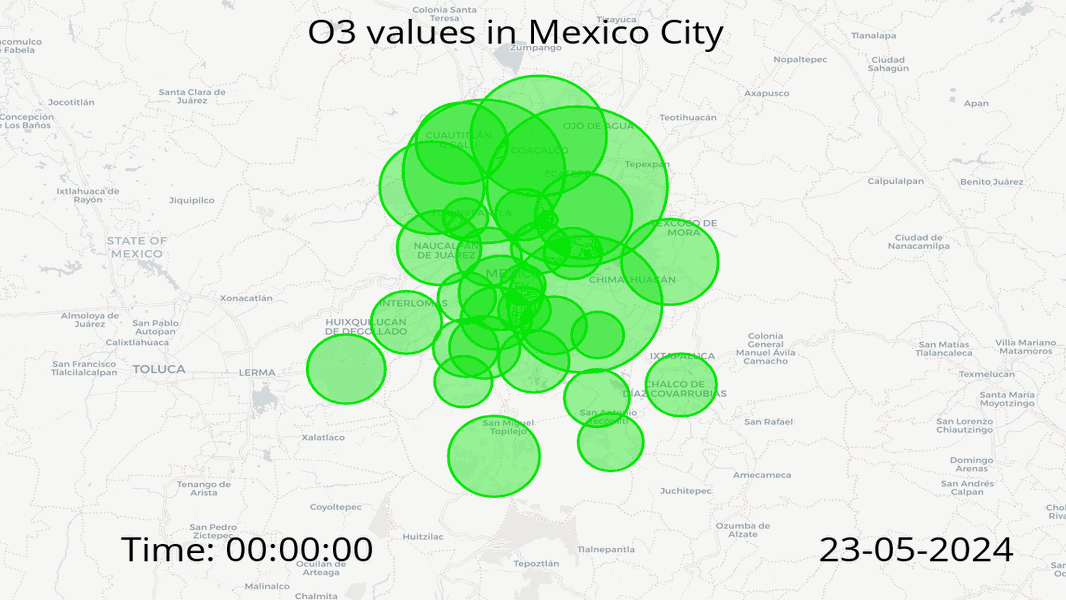 Colonia Santa
Teresa
Tizayuca
O3 values in Mexico City
Zumpango
Tlanalapa
acomulco
e Fabela
Nopaltepec
Ciudad
Sahagún
Jocotitlán
Santa Clara de
Juárez
Axapusco
Apan
Concepción
e Los Baños
Teotihuacán
OJO DE AGUA
CUAUTITLÁN
COACALCO
Tepexpan
ECATEPEC
Calpulalpan
Benito Juárez
Ixtlahuaca de
Rayón
Jiquipilco
TEXCOCO DE
MORA
STATE OF
MEXICO
NAUCALPAN
DE JUÁREZ
Ciudad de
Nanacamilpa
CHIMALHUACÁN
Xonacatlán
INTERLOMAS
Almoloya de
Juárez
San Pablo
Autopan
HUIXQUILUCAN
DE DEGOLLADO
Calixtlahuaca
Colonia
General
Manuel Ávila
Camacho
San Matías
Tlalancaleca
Villa Mariano
Matamoros
IXTAPALUCA
San Francisco
Tlalcilalcalpan
TOLUCA
LERMA
Texmelucan
CHALCO DE
DÍAZ COVARRUBIAS
Santa María
Moyotzingo
San Antonio
Tecómitl
San Miguel
Topilejo
San Rafael
San Lorenzo
Chiautzingo
Xalatlaco
Domingo
Arenas
Amecameca
Tenango de
Arista
Juchitepec
San Andrés
Calpan
Coyoltepec
San Pedro
Zictepec
Huitzilac
Ozumba de
Alzate
Time: 00:00:00
Tlalnepantla
23-05-2024
Ocuilan de
Arteaga
Tepoztlán
Malinalco
Chalmita